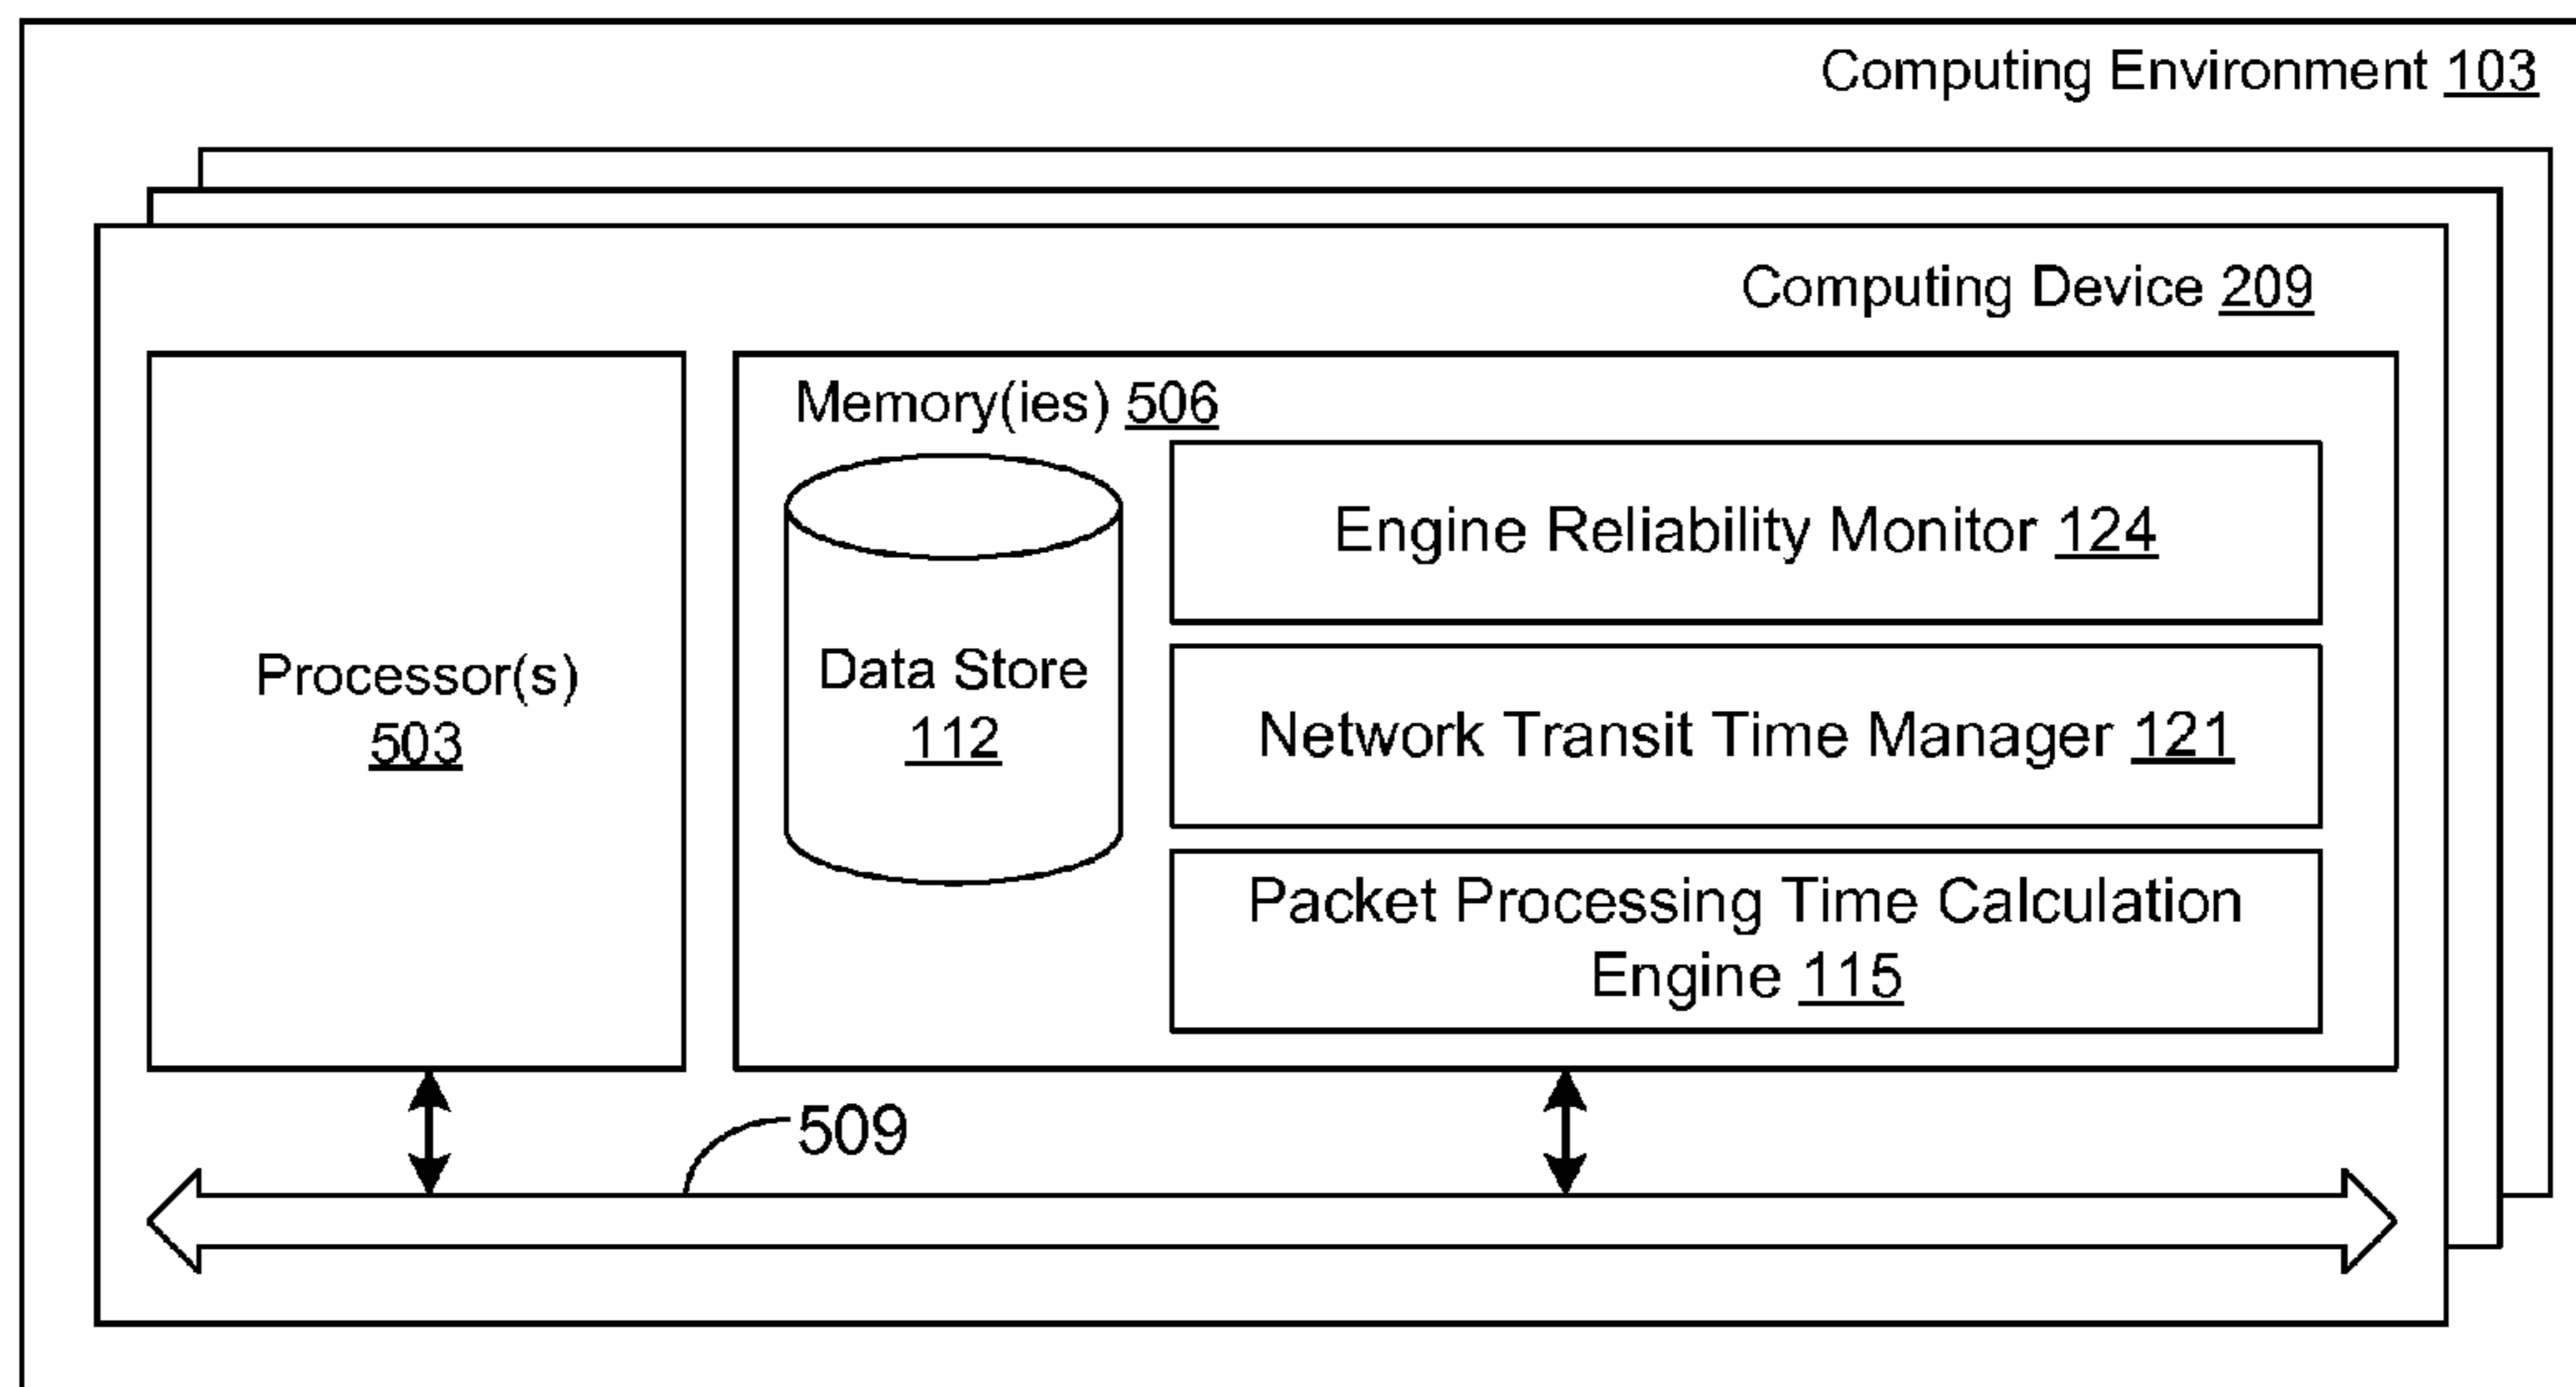 Computing Environment 103
Computing Device 209
Processor(s)
503
Memory(ies) 506
Data Store
112
Engine Reliability Monitor 124
Network Transit Time Manager 121
Packet Processing Time Calculation
Engine 115
509